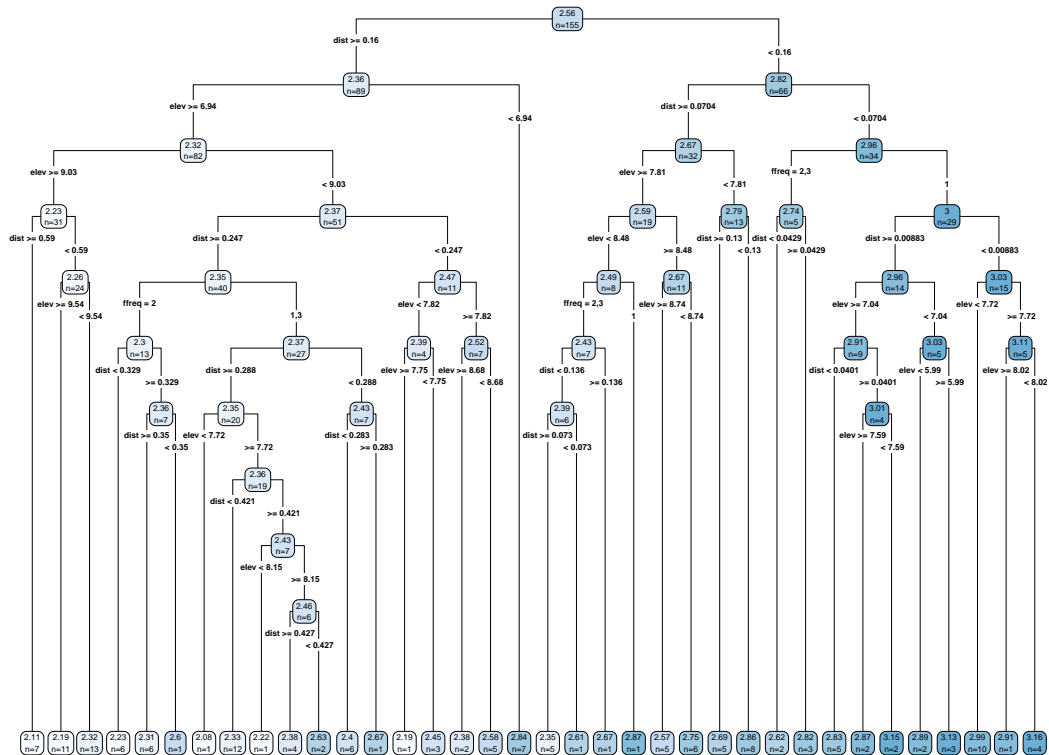 2.56
n=155
dist >= 0.16
< 0.16
2.36
n=89
2.82
n=66
elev >= 6.94
< 6.94
dist >= 0.0704
< 0.0704
2.32
n=82
2.67
n=32
2.96
n=34
elev >= 9.03
< 9.03
elev >= 7.81
< 7.81
ffreq = 2,3
1
2.23
n=31
2.37
n=51
2.59
n=19
2.79
n=13
2.74
n=5
3
n=29
dist >= 0.59
< 0.59
dist >= 0.247
< 0.247
elev < 8.48
>= 8.48
dist >= 0.13
< 0.13
dist < 0.0429
>= 0.0429
dist >= 0.00883
< 0.00883
2.26
n=24
2.35
n=40
2.47
n=11
2.49
n=8
2.67
n=11
2.96
n=14
3.03
n=15
elev >= 9.54
< 9.54
ffreq = 2
1,3
elev < 7.82
>= 7.82
ffreq = 2,3
1
elev >= 8.74
< 8.74
elev >= 7.04
< 7.04
elev < 7.72
>= 7.72
2.3
n=13
2.37
n=27
2.39
n=4
2.52
n=7
2.43
n=7
2.91
n=9
3.03
n=5
3.11
n=5
dist < 0.329
>= 0.329
dist >= 0.288
< 0.288
elev >= 7.75
< 7.75
elev >= 8.68
< 8.68
dist < 0.136
>= 0.136
dist < 0.0401
>= 0.0401
elev < 5.99
>= 5.99
elev >= 8.02
< 8.02
2.36
n=7
2.35
n=20
2.43
n=7
2.39
n=6
3.01
n=4
dist >= 0.35
< 0.35
elev < 7.72
>= 7.72
dist < 0.283
>= 0.283
dist >= 0.073
< 0.073
elev >= 7.59
< 7.59
2.36
n=19
dist < 0.421
>= 0.421
2.43
n=7
elev < 8.15
>= 8.15
2.46
n=6
dist >= 0.427
< 0.427
2.11 2.19 2.32 2.23 2.31 2.6 2.08 2.33 2.22 2.38 2.63 2.4 2.67 2.19 2.45 2.38 2.58 2.84 2.35 2.61 2.67 2.87 2.57 2.75 2.69 2.86 2.62 2.82 2.83 2.87 3.15 2.89 3.13 2.99 2.91 3.16
n=7 n=11 n=13 n=6 n=6 n=1 n=1 n=12 n=1 n=4 n=2 n=6 n=1 n=1 n=3 n=2 n=5 n=7 n=5 n=1 n=1 n=1 n=5 n=6 n=5 n=8 n=2 n=3 n=5 n=2 n=2 n=2 n=3 n=10 n=1 n=4